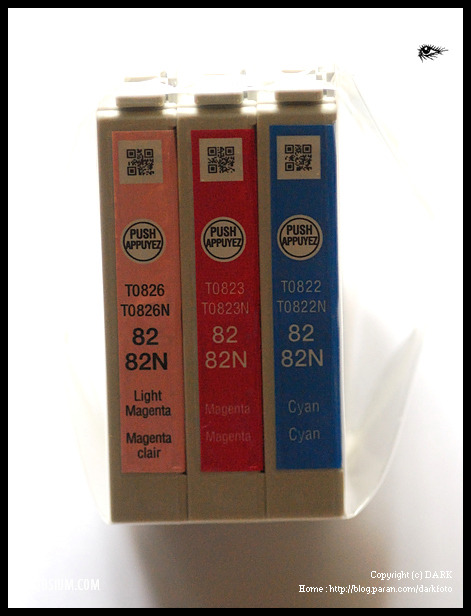 PUSH
APPUYEZ
T0826
T0826N
82
82N
Light
Magenta
Magenta
clair
PUSH
APPUYEZ
T0823
T0823N
82
82N
Magenta
Magenta
PUSH
APPUYEZ
T0822
T0822N
82
82N
Cyan
Cyan
Copyright (c) DARK
Home : http://blog.paran.com/darkfoto